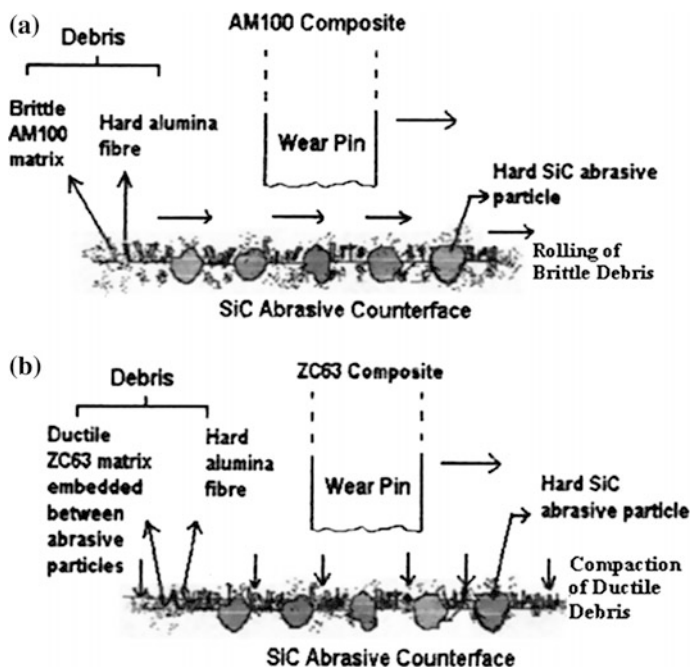 (a)
AM100 Composite
Debris
Brittle
AM100
matrix
Hard alumina
fibre
Wear Pin
Hard SiC abrasive
particle
Rolling of
Brittle Debris
SiC Abrasive Counterface
(b)
ZC63 Composite
Debris
Ductile
ZC63 matrix
embedded
between
abrasive
particles
Hard
alumina
fibre
Wear Pin
Hard SiC
abrasive particle
Compaction
of Ductile
Debris
SiC Abrasive Counterface